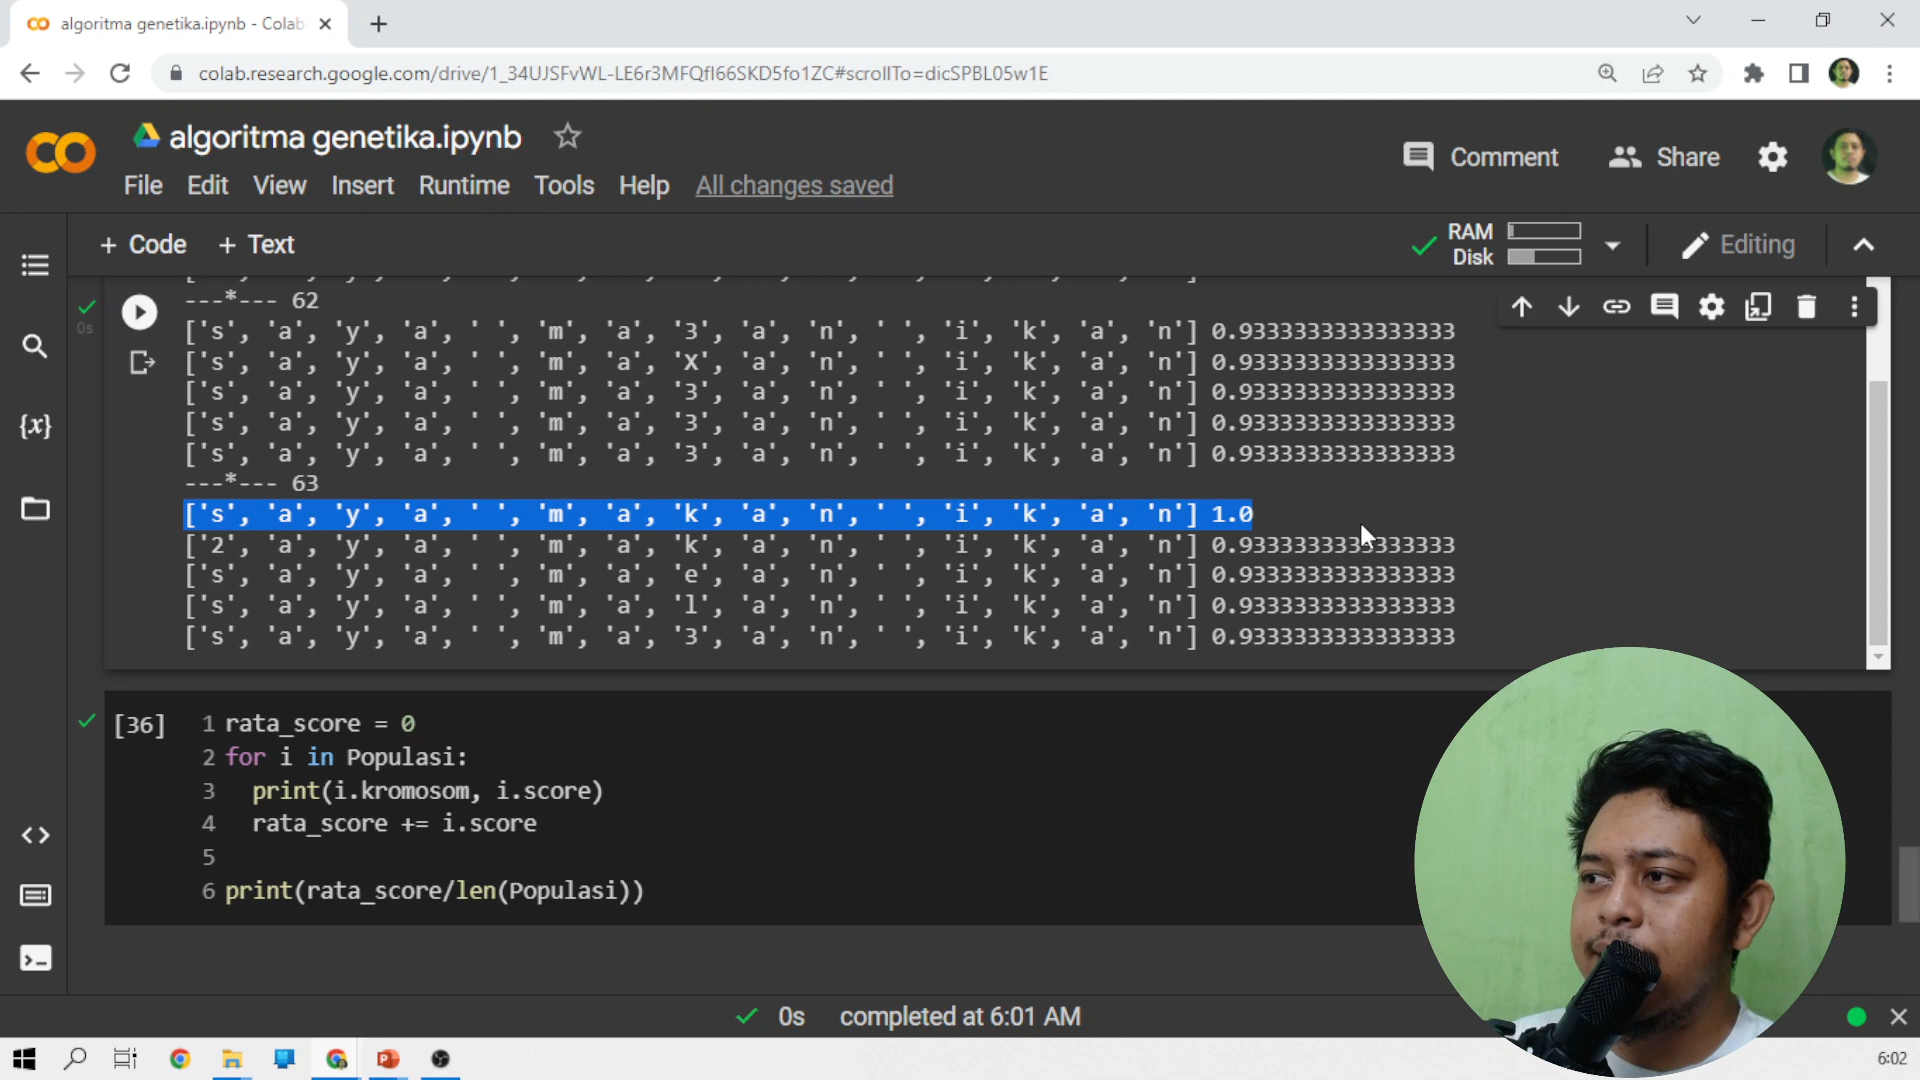 algoritma genetika.ipynb - Colab
colab.research.google.com/drive/1_34UJSFvWL-LE6r3MFQfI66SKD5fo1ZC#scrollTo=dicSPBL05w1E
algoritma genetika.ipynb
Comment
Share
File Edit View Insert Runtime Tools Help All changes saved
+ Code + Text
RAM
Disk
Editing
---*--- 62
0s
['s', 'a', 'y', 'a', ' ', 'm', 'a', '3', 'a', 'n', ' ', 'i', 'k', 'a', 'n'] 0.9333333333333333
['s', 'a', 'y', 'a', ' ', 'm', 'a', 'X', 'a', 'n', ' ', 'i', 'k', 'a', 'n'] 0.9333333333333333
['s', 'a', 'y', 'a', ' ', 'm', 'a', '3', 'a', 'n', ' ', 'i', 'k', 'a', 'n'] 0.9333333333333333
['s', 'a', 'y', 'a', ' ', 'm', 'a', '3', 'a', 'n', ' ', 'i', 'k', 'a', 'n'] 0.9333333333333333
['s', 'a', 'y', 'a', ' ', 'm', 'a', '3', 'a', 'n', ' ', 'i', 'k', 'a', 'n'] 0.9333333333333333
---*--- 63
['s', 'a', 'y', 'a', ' ', 'm', 'a', 'k', 'a', 'n', ' ', 'i', 'k', 'a', 'n'] 1.0
['2', 'a', 'y', 'a', ' ', 'm', 'a', 'k', 'a', 'n', ' ', 'i', 'k', 'a', 'n'] 0.9333333333333333
['s', 'a', 'y', 'a', ' ', 'm', 'a', 'e', 'a', 'n', ' ', 'i', 'k', 'a', 'n'] 0.9333333333333333
['s', 'a', 'y', 'a', ' ', 'm', 'a', 'l', 'a', 'n', ' ', 'i', 'k', 'a', 'n'] 0.9333333333333333
['s', 'a', 'y', 'a', ' ', 'm', 'a', '3', 'a', 'n', ' ', 'i', 'k', 'a', 'n'] 0.9333333333333333
[36]
1 rata_score = 0
2 for i in Populasi:
3   print(i.kromosom, i.score)
4   rata_score += i.score
5
6 print(rata_score/len(Populasi))
0s completed at 6:01 AM
6:02